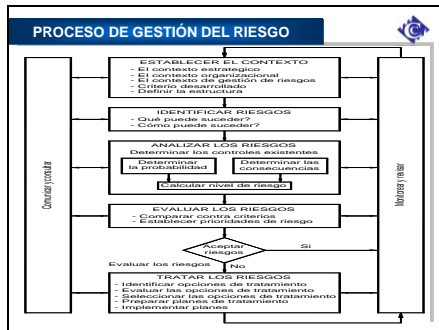 PROCESO DE GESTIÓN DEL RIESGO
Comunicar y consultar
ESTABLECER EL CONTEXTO
- El contexto estrategico
- El contexto organizacional
- El contexto de gestión de riesgos
- Criterio desarrollado
- Definir la estructura
IDENTIFICAR RIESGOS
- Qué puede suceder?
- Cómo puede suceder?
ANALIZAR LOS RIESGOS
Determinar los controles existentes
Determinar
la probabilidad
Determinar las
consecuencias
Calcular nivel de riesgo
EVALUAR LOS RIESGOS
- Comparar contra criterios
- Establecer prioridades de riesgo
Aceptar
riesgos
Si
Evaluar los riesgos
No
TRATAR LOS RIESGOS
- Identificar opciones de tratamiento
- Evaluar las opciones de tratamiento
- Seleccionar las opciones de tratamiento
- Preparar planes de tratamiento
- Implementar planes
Monitorear y revisar